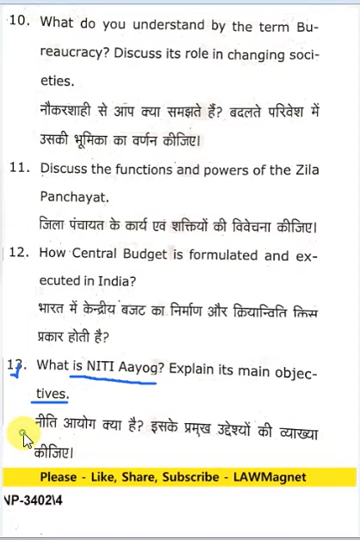 10. What do you understand by the term Bu-
reaucracy? Discuss its role in changing soci-
eties.
नौकरशाही से आप क्या समझते हैं? बदलते परिवेश में
उसकी भूमिका का वर्णन कीजिए।
11. Discuss the functions and powers of the Zila
Panchayat.
जिला पंचायत के कार्य एवं शक्तियों की विवेचना कीजिए।
12. How Central Budget is formulated and ex-
ecuted in India?
भारत में केन्द्रीय बजट का निर्माण और क्रियान्विति किस
प्रकार होती है?
13. What is NITI Aayog? Explain its main objec-
tives.
नीति आयोग क्या है? इसके प्रमुख उद्देश्यों की व्याख्या
कीजिए।
Please - Like, Share, Subscribe - LAWMagnet
NP-3402\4